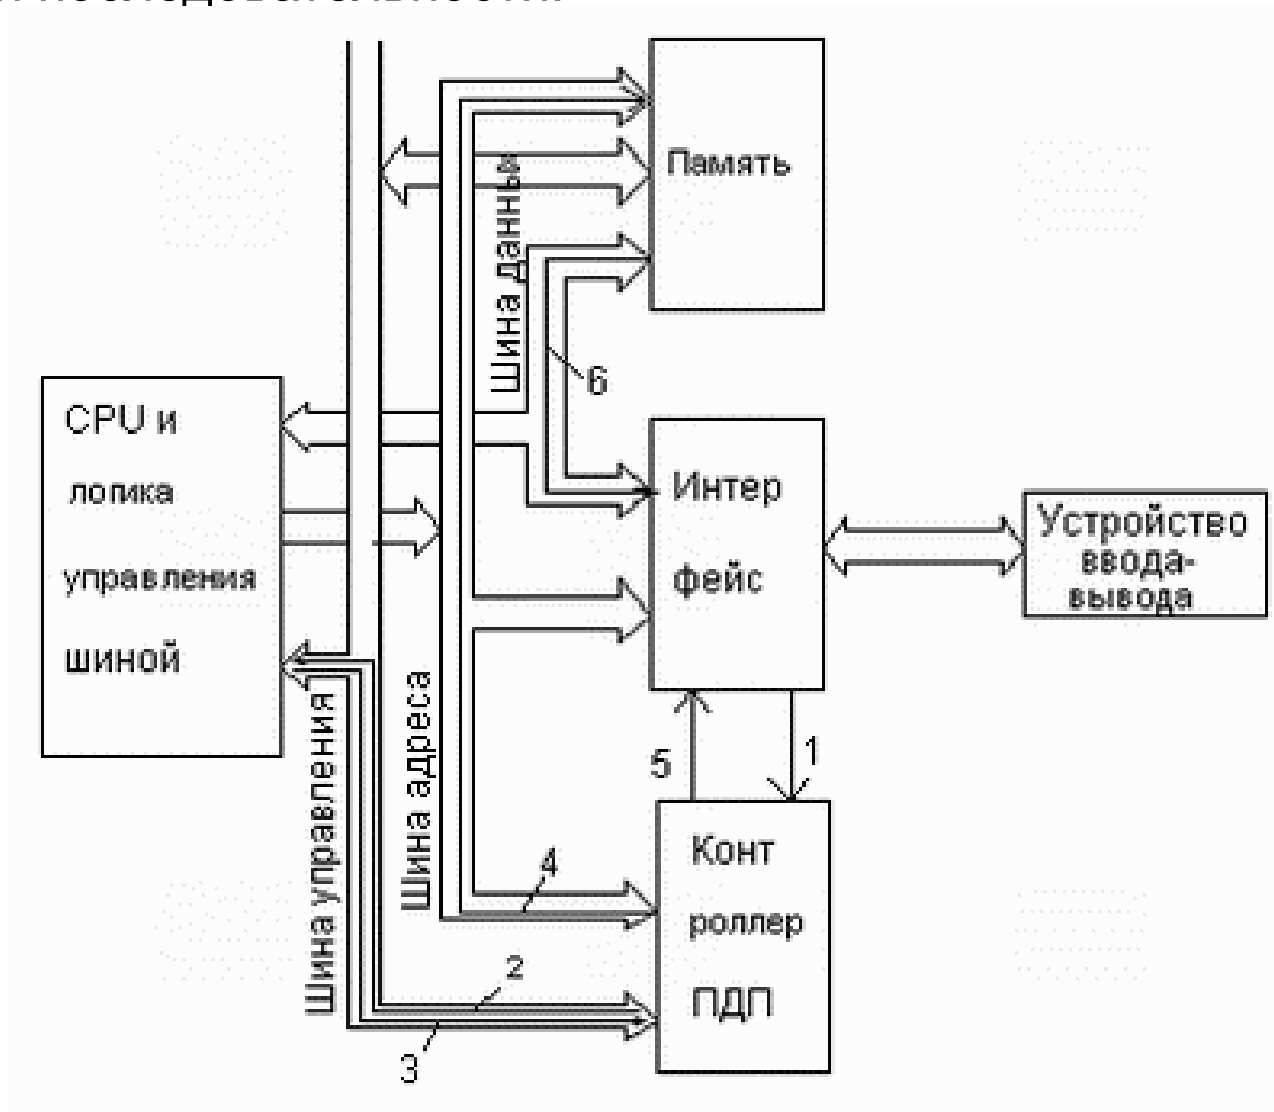 Память
Шина данных
6
CPU и
логика
управления
шиной
Интер
фейс
Устройство
ввода-
вывода
Шина управления
Шина адреса
5
1
Конт
роллер
ПДП
4
2
3